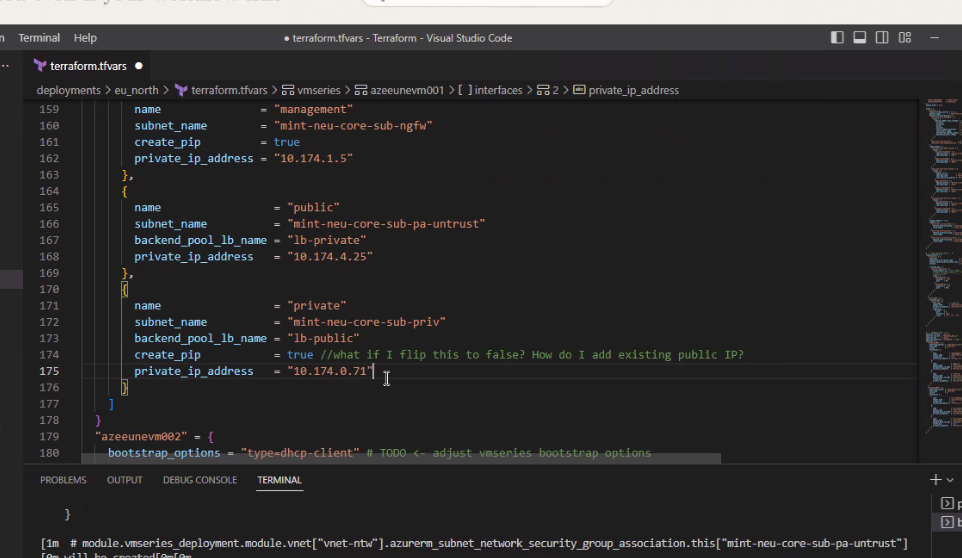 Terminal Help
● terraform.tfvars - Terraform - Visual Studio Code
terraform.tfvars ●
deployments > eu_north > terraform.tfvars > vmseries > azeeunevm001 > [ ] interfaces > 2 > private_ip_address
159 name = "management"
160 subnet_name = "mint-neu-core-sub-ngfw"
161 create_pip = true
162 private_ip_address = "10.174.1.5"
163 },
164 {
165 name = "public"
166 subnet_name = "mint-neu-core-sub-pa-untrust"
167 backend_pool_lb_name = "lb-private"
168 private_ip_address = "10.174.4.25"
169 },
170 {
171 name = "private"
172 subnet_name = "mint-neu-core-sub-priv"
173 backend_pool_lb_name = "lb-public"
174 create_pip = true //what if I flip this to false? How do I add existing public IP?
175 private_ip_address = "10.174.0.71"
176 }
177 ]
178 }
179 "azeeunevm002" = {
180 bootstrap_options = "type=dhcp-client" # TODO <- adjust vmseries bootstrap options
PROBLEMS OUTPUT DEBUG CONSOLE TERMINAL
}
[1m # module.vmseries_deployment.module.vnet["vnet-ntw"].azurerm_subnet_network_security_group_association.this["mint-neu-core-sub-pa-untrust"]
[0m will be created[0m[0m